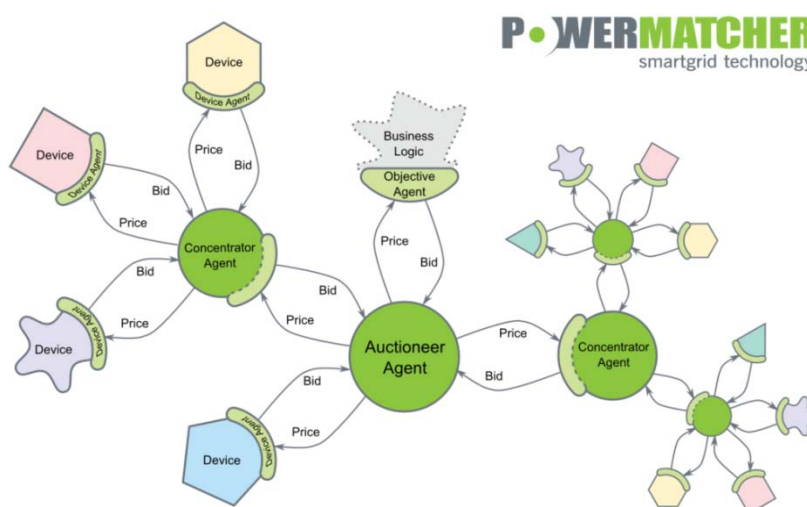 POWERMATCHER
smartgrid technology
Device
Device Agent
Price
Bid
Device
Device Agent
Bid
Price
Business
Logic
Objective
Agent
Price
Bid
Concentrator
Agent
Bid
Price
Bid
Price
Device
Device Agent
Auctioneer
Agent
Price
Bid
Concentrator
Agent
Bid
Price
Device
Device Agent